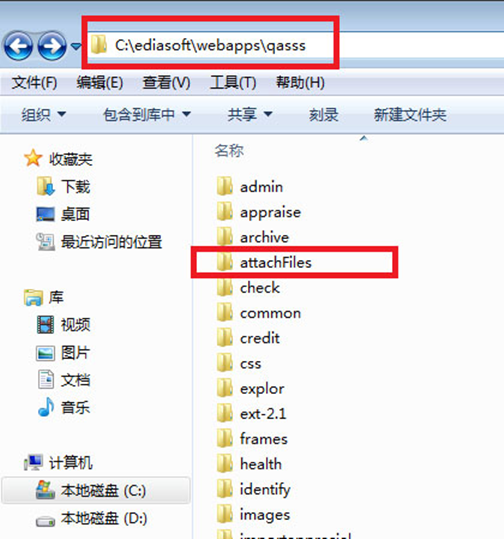 C:\ediasoft\webapps\qasss
文件(F) 编辑(E) 查看(V) 工具(T) 帮助(H)
组织 包含到库中 共享 刻录 新建文件夹
名称
收藏夹
下载
桌面
最近访问的位置
库
视频
图片
文档
音乐
计算机
本地磁盘 (C:)
本地磁盘 (D:)
admin
appraise
archive
attachFiles
check
common
credit
css
explor
ext-2.1
frames
health
identify
images